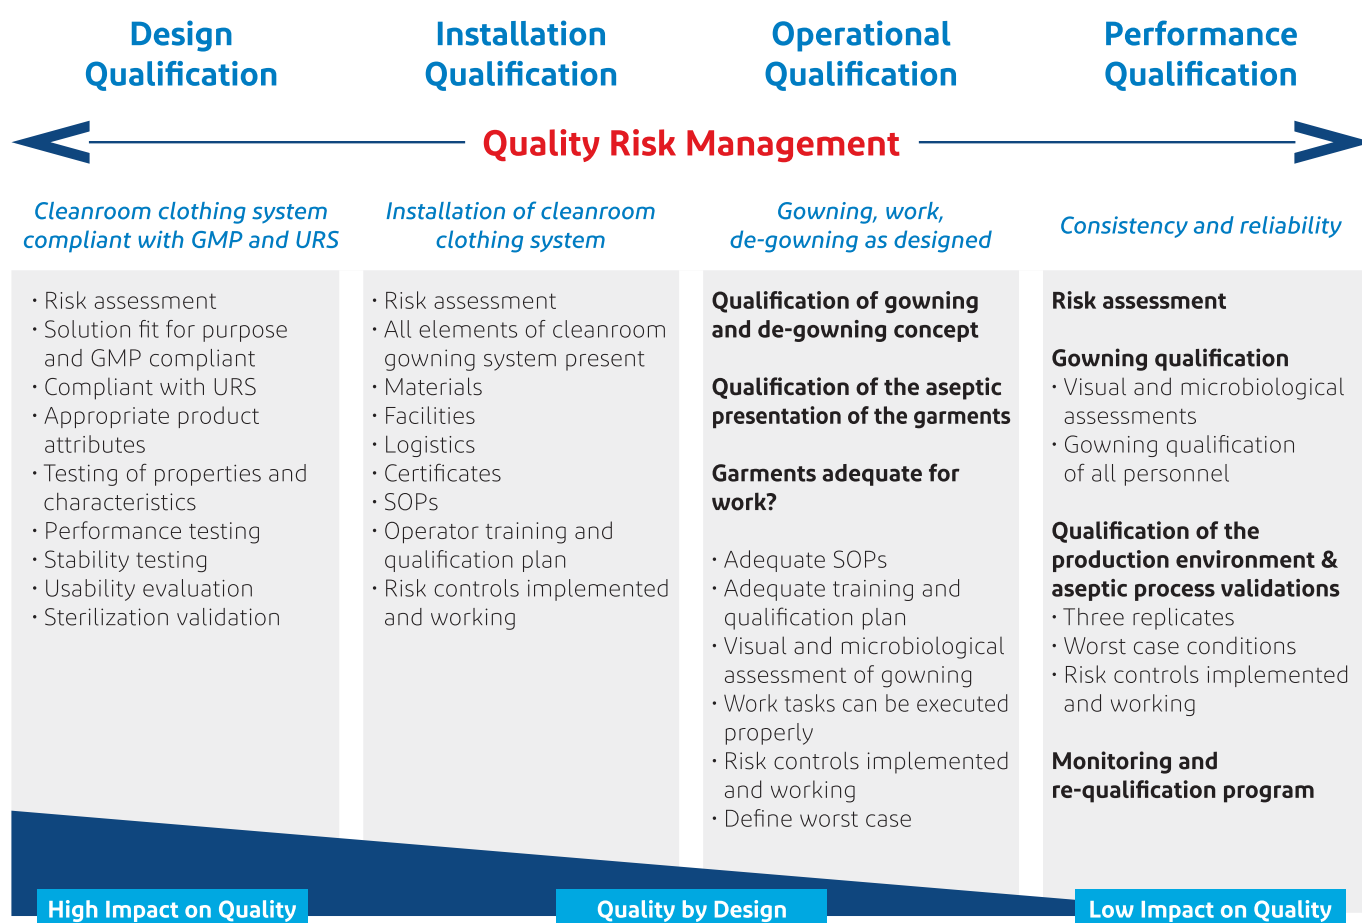 Design
Qualification
Installation
Qualification
Operational
Qualification
Performance
Qualification
Quality Risk Management
Cleanroom clothing system
compliant with GMP and URS
Installation of cleanroom
clothing system
Gowning, work,
de-gowning as designed
Consistency and reliability
· Risk assessment
· Solution fit for purpose
and GMP compliant
· Compliant with URS
· Appropriate product
attributes
· Testing of properties and
characteristics
· Performance testing
· Stability testing
· Usability evaluation
· Sterilization validation
· Risk assessment
· All elements of cleanroom
gowning system present
· Materials
· Facilities
· Logistics
· Certificates
· SOPs
· Operator training and
qualification plan
· Risk controls implemented
and working
Qualification of gowning
and de-gowning concept
Qualification of the aseptic
presentation of the garments
Garments adequate for
work?
· Adequate SOPs
· Adequate training and
qualification plan
· Visual and microbiological
assessment of gowning
· Work tasks can be executed
properly
· Risk controls implemented
and working
· Define worst case
Risk assessment
Gowning qualification
· Visual and microbiological
assessments
· Gowning qualification
of all personnel
Qualification of the
production environment &
aseptic process validations
· Three replicates
· Worst case conditions
· Risk controls implemented
and working
Monitoring and
re-qualification program
High Impact on Quality
Quality by Design
Low Impact on Quality